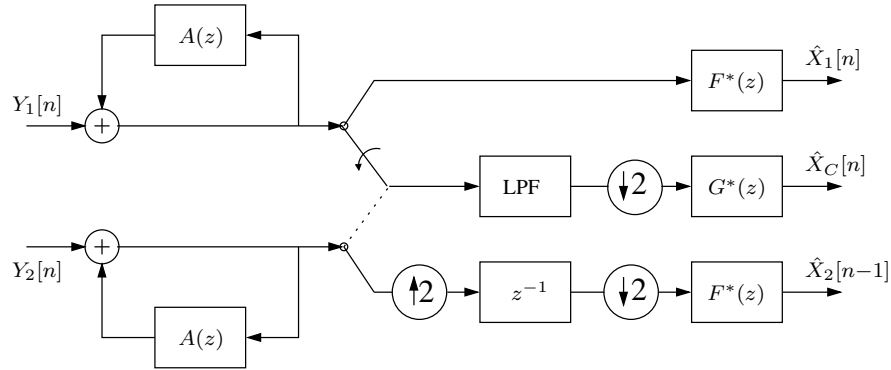 A(z)
Y₁[n]
+
F*(z)
X̂₁[n]
LPF
↓2
G*(z)
X̂_C[n]
Y₂[n]
+
A(z)
↑2
z⁻¹
↓2
F*(z)
X̂₂[n−1]